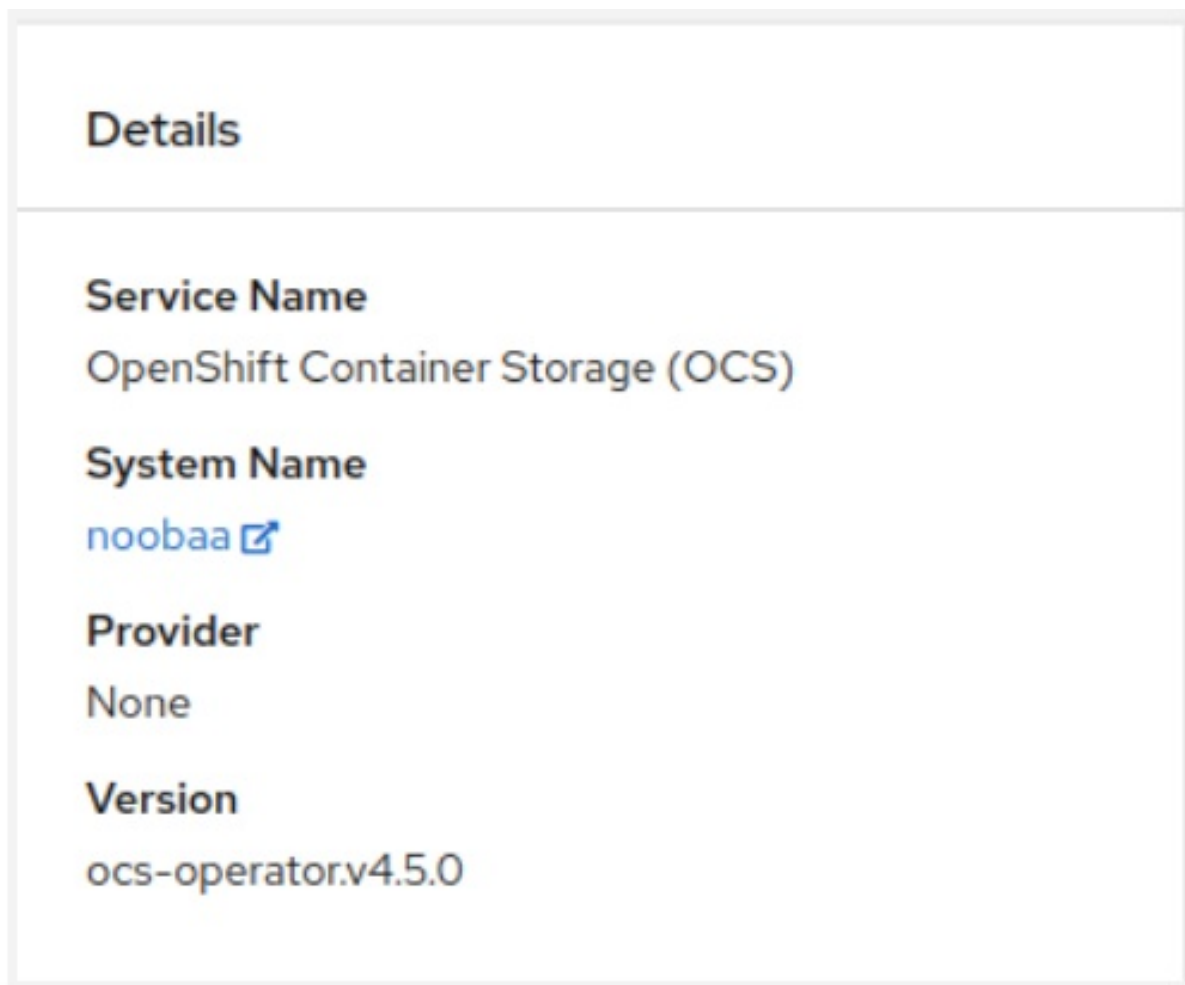 Details
Service Name
OpenShift Container Storage (OCS)
System Name
noobaa
Provider
None
Version
ocs-operator.v4.5.0